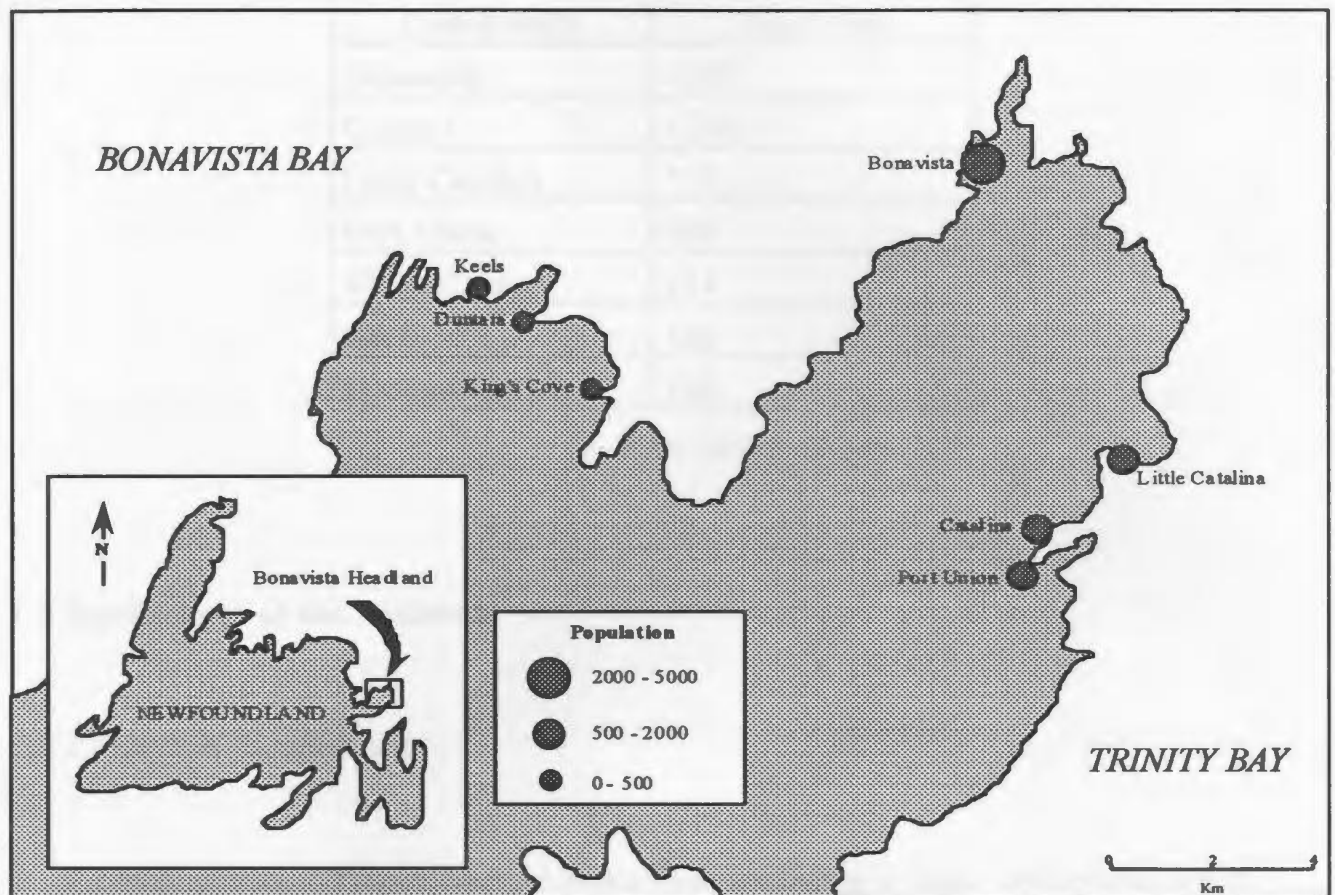 BONAVISTA BAY
Bonavista
Keels
Duntara
King's Cove
Little Catalina
Catalina
Port Union
N
Bonavista Headland
NEWFOUNDLAND
Population
2000 - 5000
500 - 2000
0 - 500
TRINITY BAY
0 2 4
Km